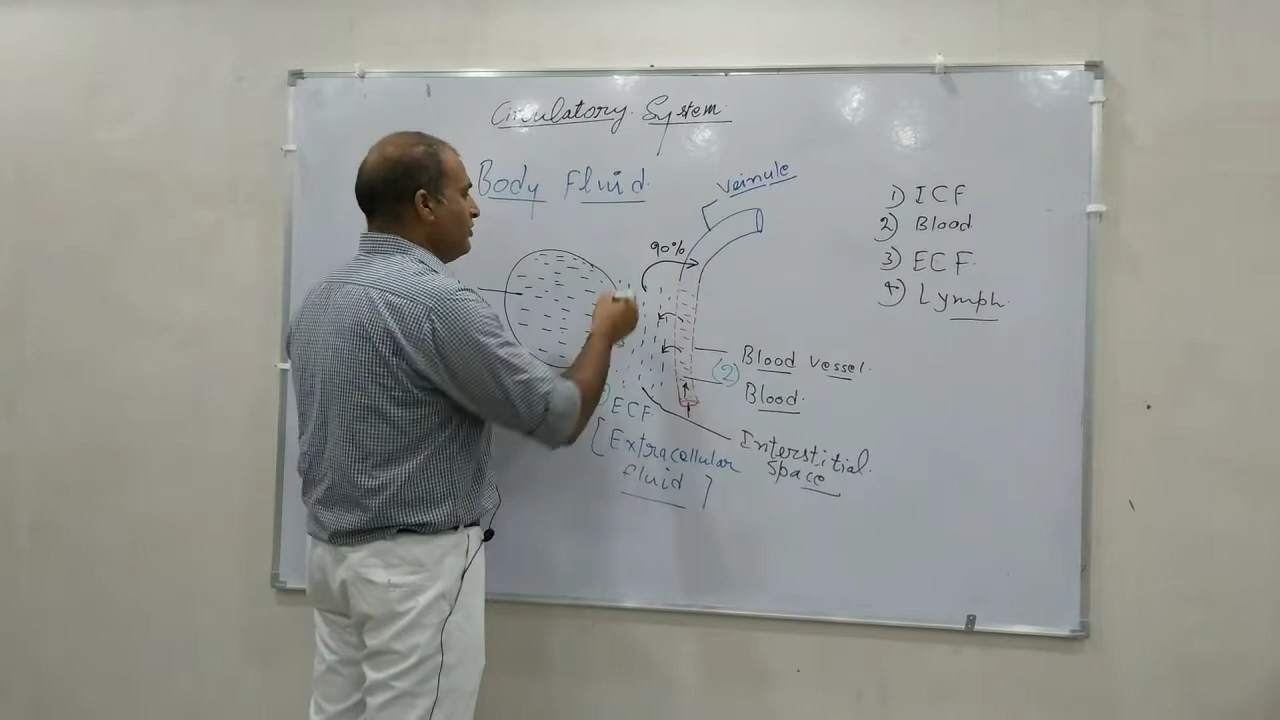 Circulatory System
Body Fluid
Veinule
90%
1) ICF
2) Blood
3) ECF
4) Lymph
Blood Vessel
(2)
Blood
ECF
[Extracellular
fluid]
Interstitial
Space